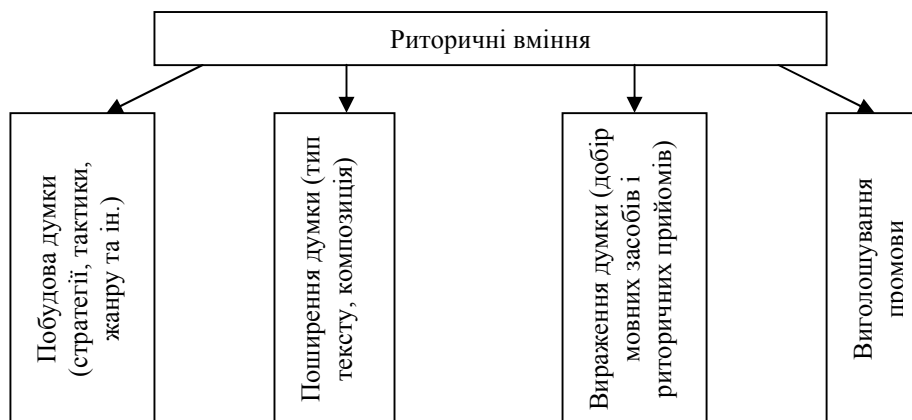 Риторичні вміння
Побудова думки
(стратегії, тактики,
жанру та ін.)
Поширення думки (тип
тексту, композиція)
Вираження думки (добір
мовних засобів і
риторичних прийомів)
Виголошування
промови